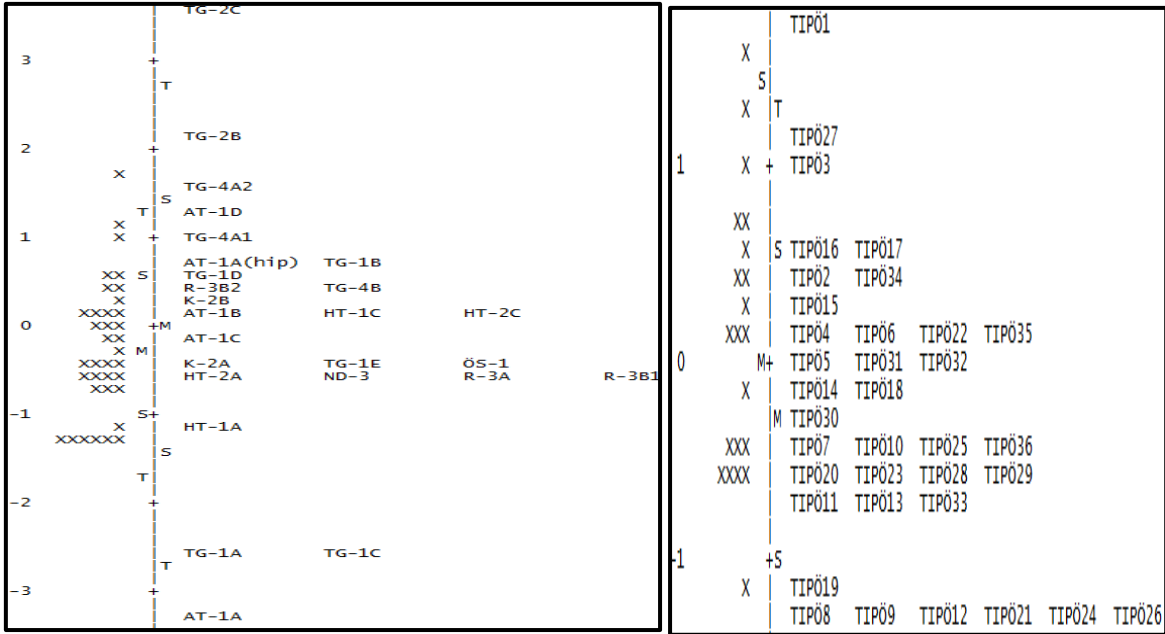 TG-2C
3 +
T
TG-2B
2 +
X
TG-4A2
S
T AT-1D
X
1 X + TG-4A1
AT-1A(hip) TG-1B
XX S TG-1D
XX R-3B2 TG-4B
X K-2B
XXXX AT-1B HT-1C HT-2C
0 XXX +M
XX AT-1C
X M
XXXX K-2A TG-1E ÖS-1
XXXX HT-2A ND-3 R-3A R-3B1
XXX
-1 S+
X HT-1A
XXXXXX
S
T
-2 +
TG-1A TG-1C
T
-3 +
AT-1A
TIPÖ1
X
S
X T
TIPÖ27
1 X + TIPÖ3
XX
X S TIPÖ16 TIPÖ17
XX TIPÖ2 TIPÖ34
X TIPÖ15
XXX TIPÖ4 TIPÖ6 TIPÖ22 TIPÖ35
0 M+ TIPÖ5 TIPÖ31 TIPÖ32
X TIPÖ14 TIPÖ18
M TIPÖ30
XXX TIPÖ7 TIPÖ10 TIPÖ25 TIPÖ36
XXXX TIPÖ20 TIPÖ23 TIPÖ28 TIPÖ29
TIPÖ11 TIPÖ13 TIPÖ33
-1 +S
X TIPÖ19
TIPÖ8 TIPÖ9 TIPÖ12 TIPÖ21 TIPÖ24 TIPÖ26